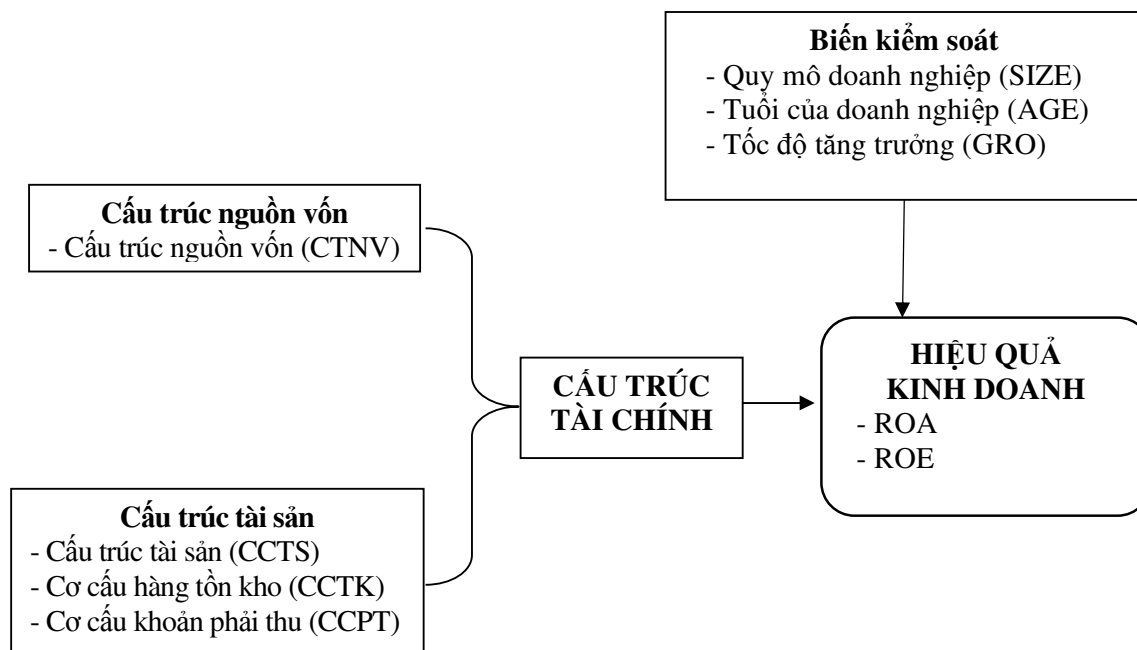 Biến kiểm soát
- Quy mô doanh nghiệp (SIZE)
- Tuổi của doanh nghiệp (AGE)
- Tốc độ tăng trưởng (GRO)
Cấu trúc nguồn vốn
- Cấu trúc nguồn vốn (CTNV)
CẤU TRÚC
TÀI CHÍNH
HIỆU QUẢ
KINH DOANH
- ROA
- ROE
Cấu trúc tài sản
- Cấu trúc tài sản (CCTS)
- Cơ cấu hàng tồn kho (CCTK)
- Cơ cấu khoản phải thu (CCPT)